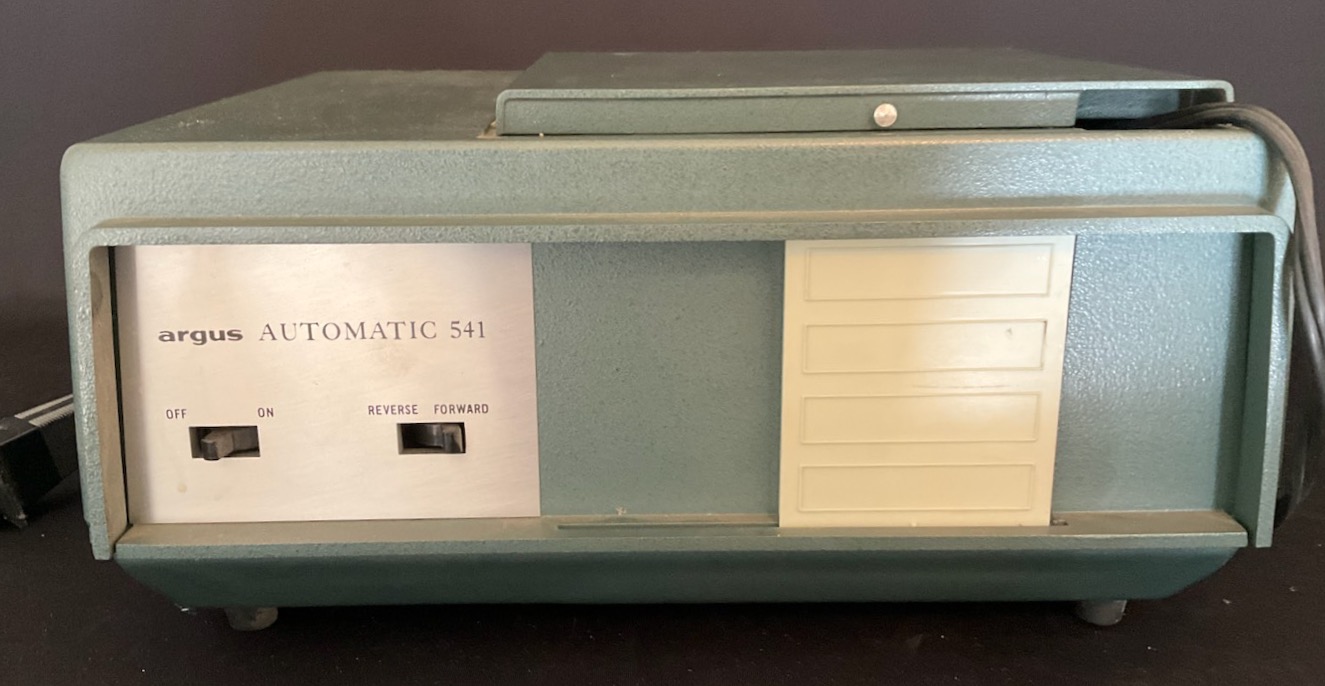 argus AUTOMATIC 541
OFF ON REVERSE FORWARD